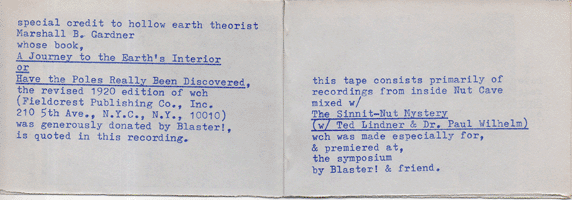 special credit to hollow earth theorist
Marshall B. Gardner
whose book,
A Journey to the Earth's Interior
or
Have the Poles Really Been Discovered,
the revised 1920 edition of wch
(Fieldcrest Publishing Co., Inc.
210 5th Ave., N.Y.C., N.Y., 10010)
was generously donated by Blaster!,
is quoted in this recording.
this tape consists primarily of
recordings from inside Nut Cave
mixed w/
The Sinnit-Nut Mystery
(w/ Ted Lindner & Dr. Paul Wilhelm)
wch was made especially for,
& premiered at,
the symposium
by Blaster! & friend.